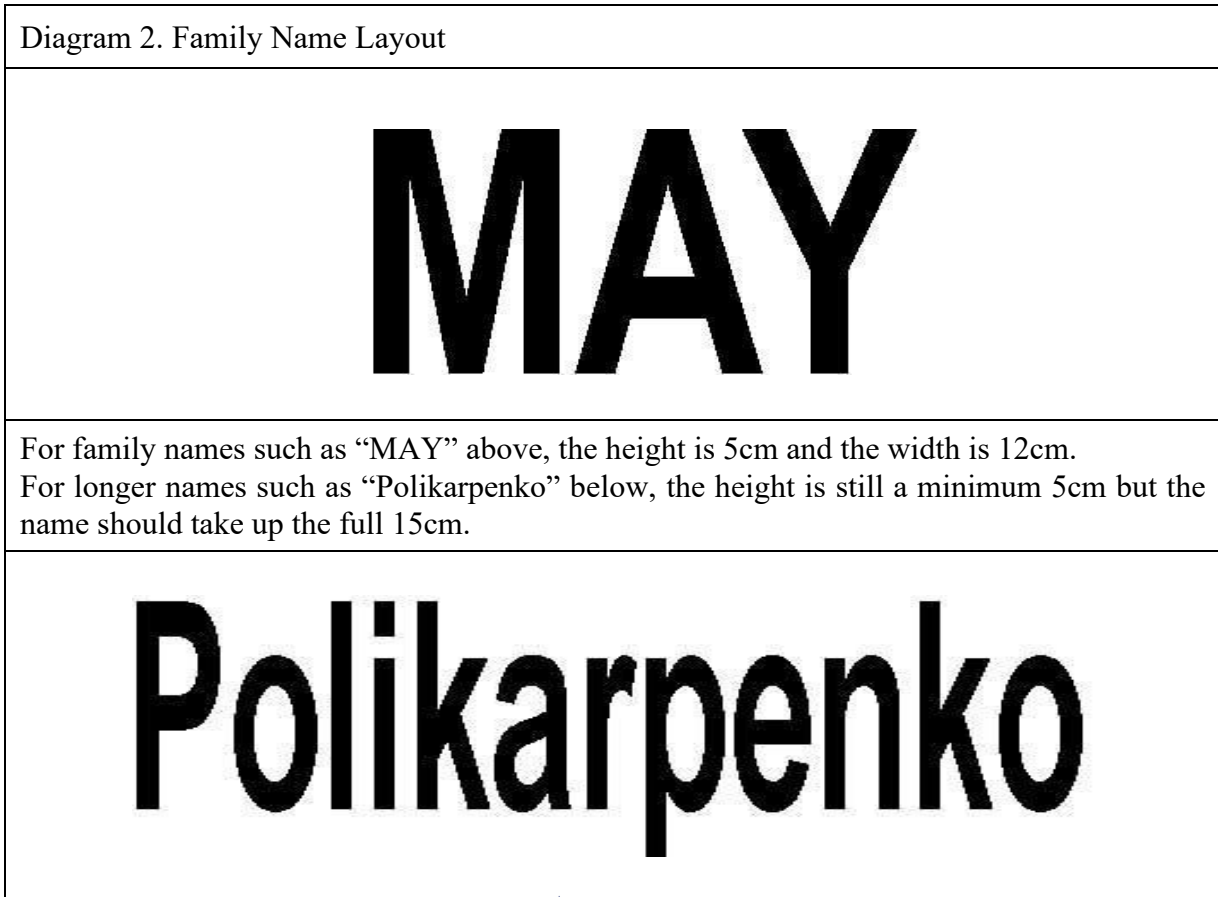 Diagram 2. Family Name Layout
MAY
For family names such as “MAY” above, the height is 5cm and the width is 12cm.
For longer names such as “Polikarpenko” below, the height is still a minimum 5cm but the
name should take up the full 15cm.
Polikarpenko